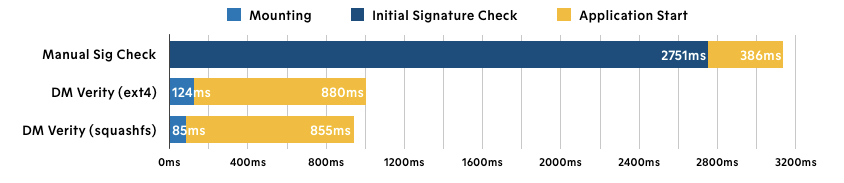 Mounting Initial Signature Check Application Start
Manual Sig Check 2751ms 386ms
DM Verity (ext4) 124ms 880ms
DM Verity (squashfs) 85ms 855ms
0ms 400ms 800ms 1200ms 1600ms 2000ms 2400ms 2800ms 3200ms